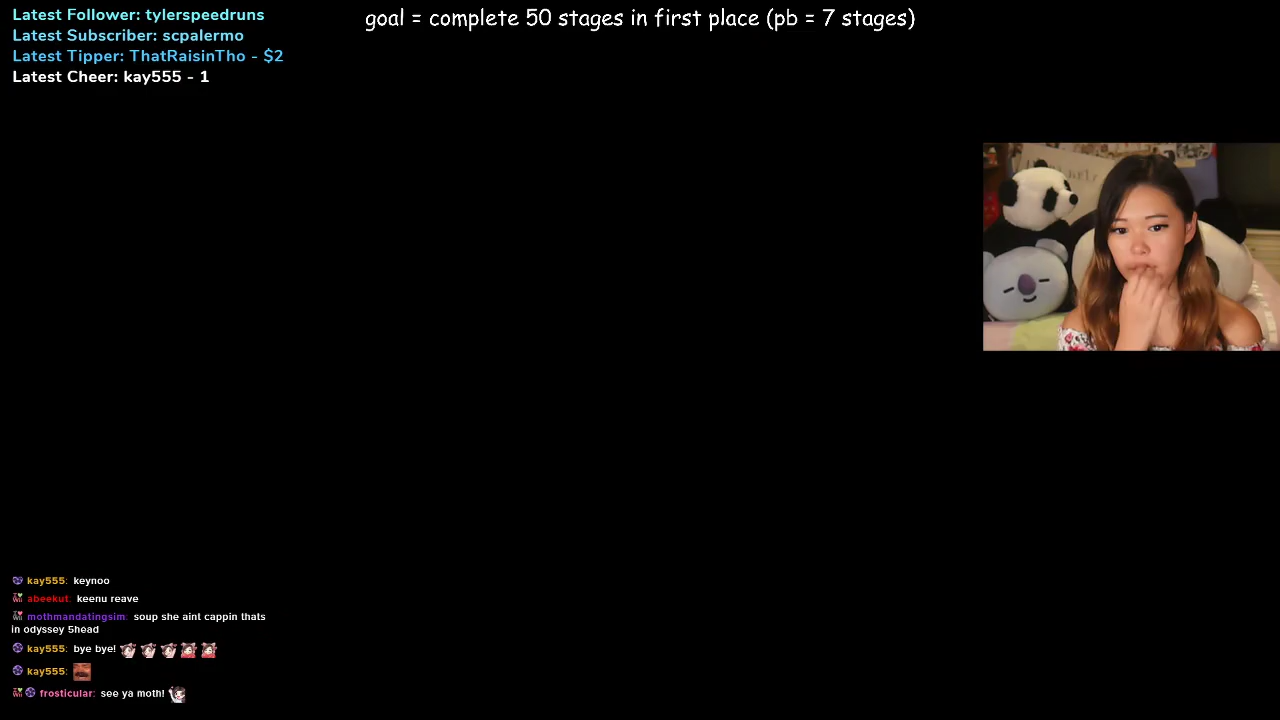 Latest Follower: tylerspeedruns
Latest Subscriber: scpalermo
Latest Tipper: ThatRaisinTho - $2
Latest Cheer: kay555 - 1
goal = complete 50 stages in first place (pb = 7 stages)
kay555: keynoo
abeekut: keenu reave
mothmandatingsim: soup she aint cappin thats
in odyssey 5head
kay555: bye bye!
kay555:
frosticular: see ya moth!